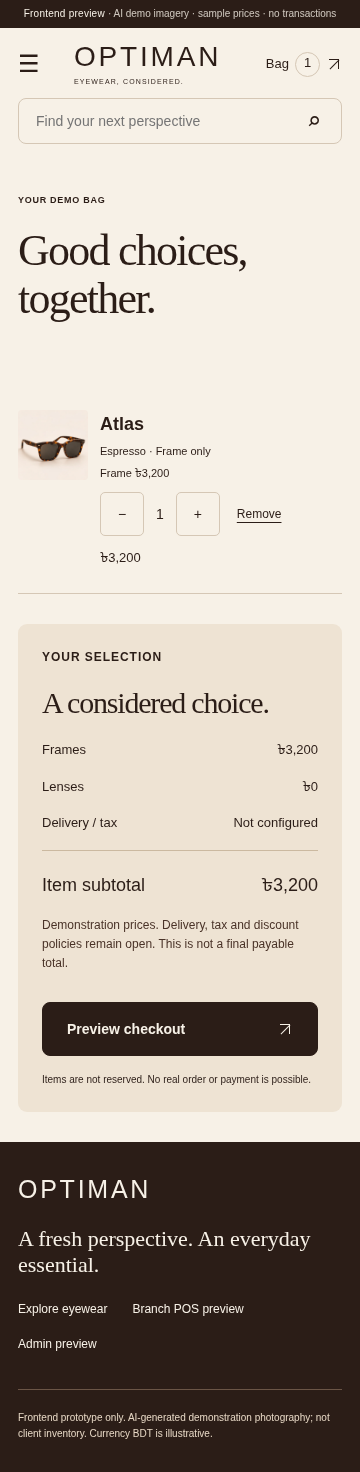 Frontend preview · AI demo imagery · sample prices · no transactions
OPTIMAN
EYEWEAR, CONSIDERED.
Bag 1
Find your next perspective
YOUR DEMO BAG
Good choices,
together.
Atlas
Espresso · Frame only
Frame ৳3,200
− 1 + Remove
৳3,200
YOUR SELECTION
A considered choice.
Frames ৳3,200
Lenses ৳0
Delivery / tax Not configured
Item subtotal ৳3,200
Demonstration prices. Delivery, tax and discount
policies remain open. This is not a final payable
total.
Preview checkout
Items are not reserved. No real order or payment is possible.
OPTIMAN
A fresh perspective. An everyday
essential.
Explore eyewear Branch POS preview
Admin preview
Frontend prototype only. AI-generated demonstration photography; not
client inventory. Currency BDT is illustrative.